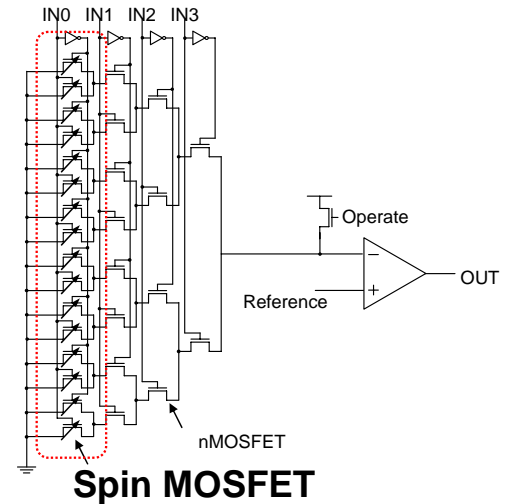 IN0 IN1 IN2 IN3
Operate
−
OUT
Reference
+
nMOSFET
Spin MOSFET